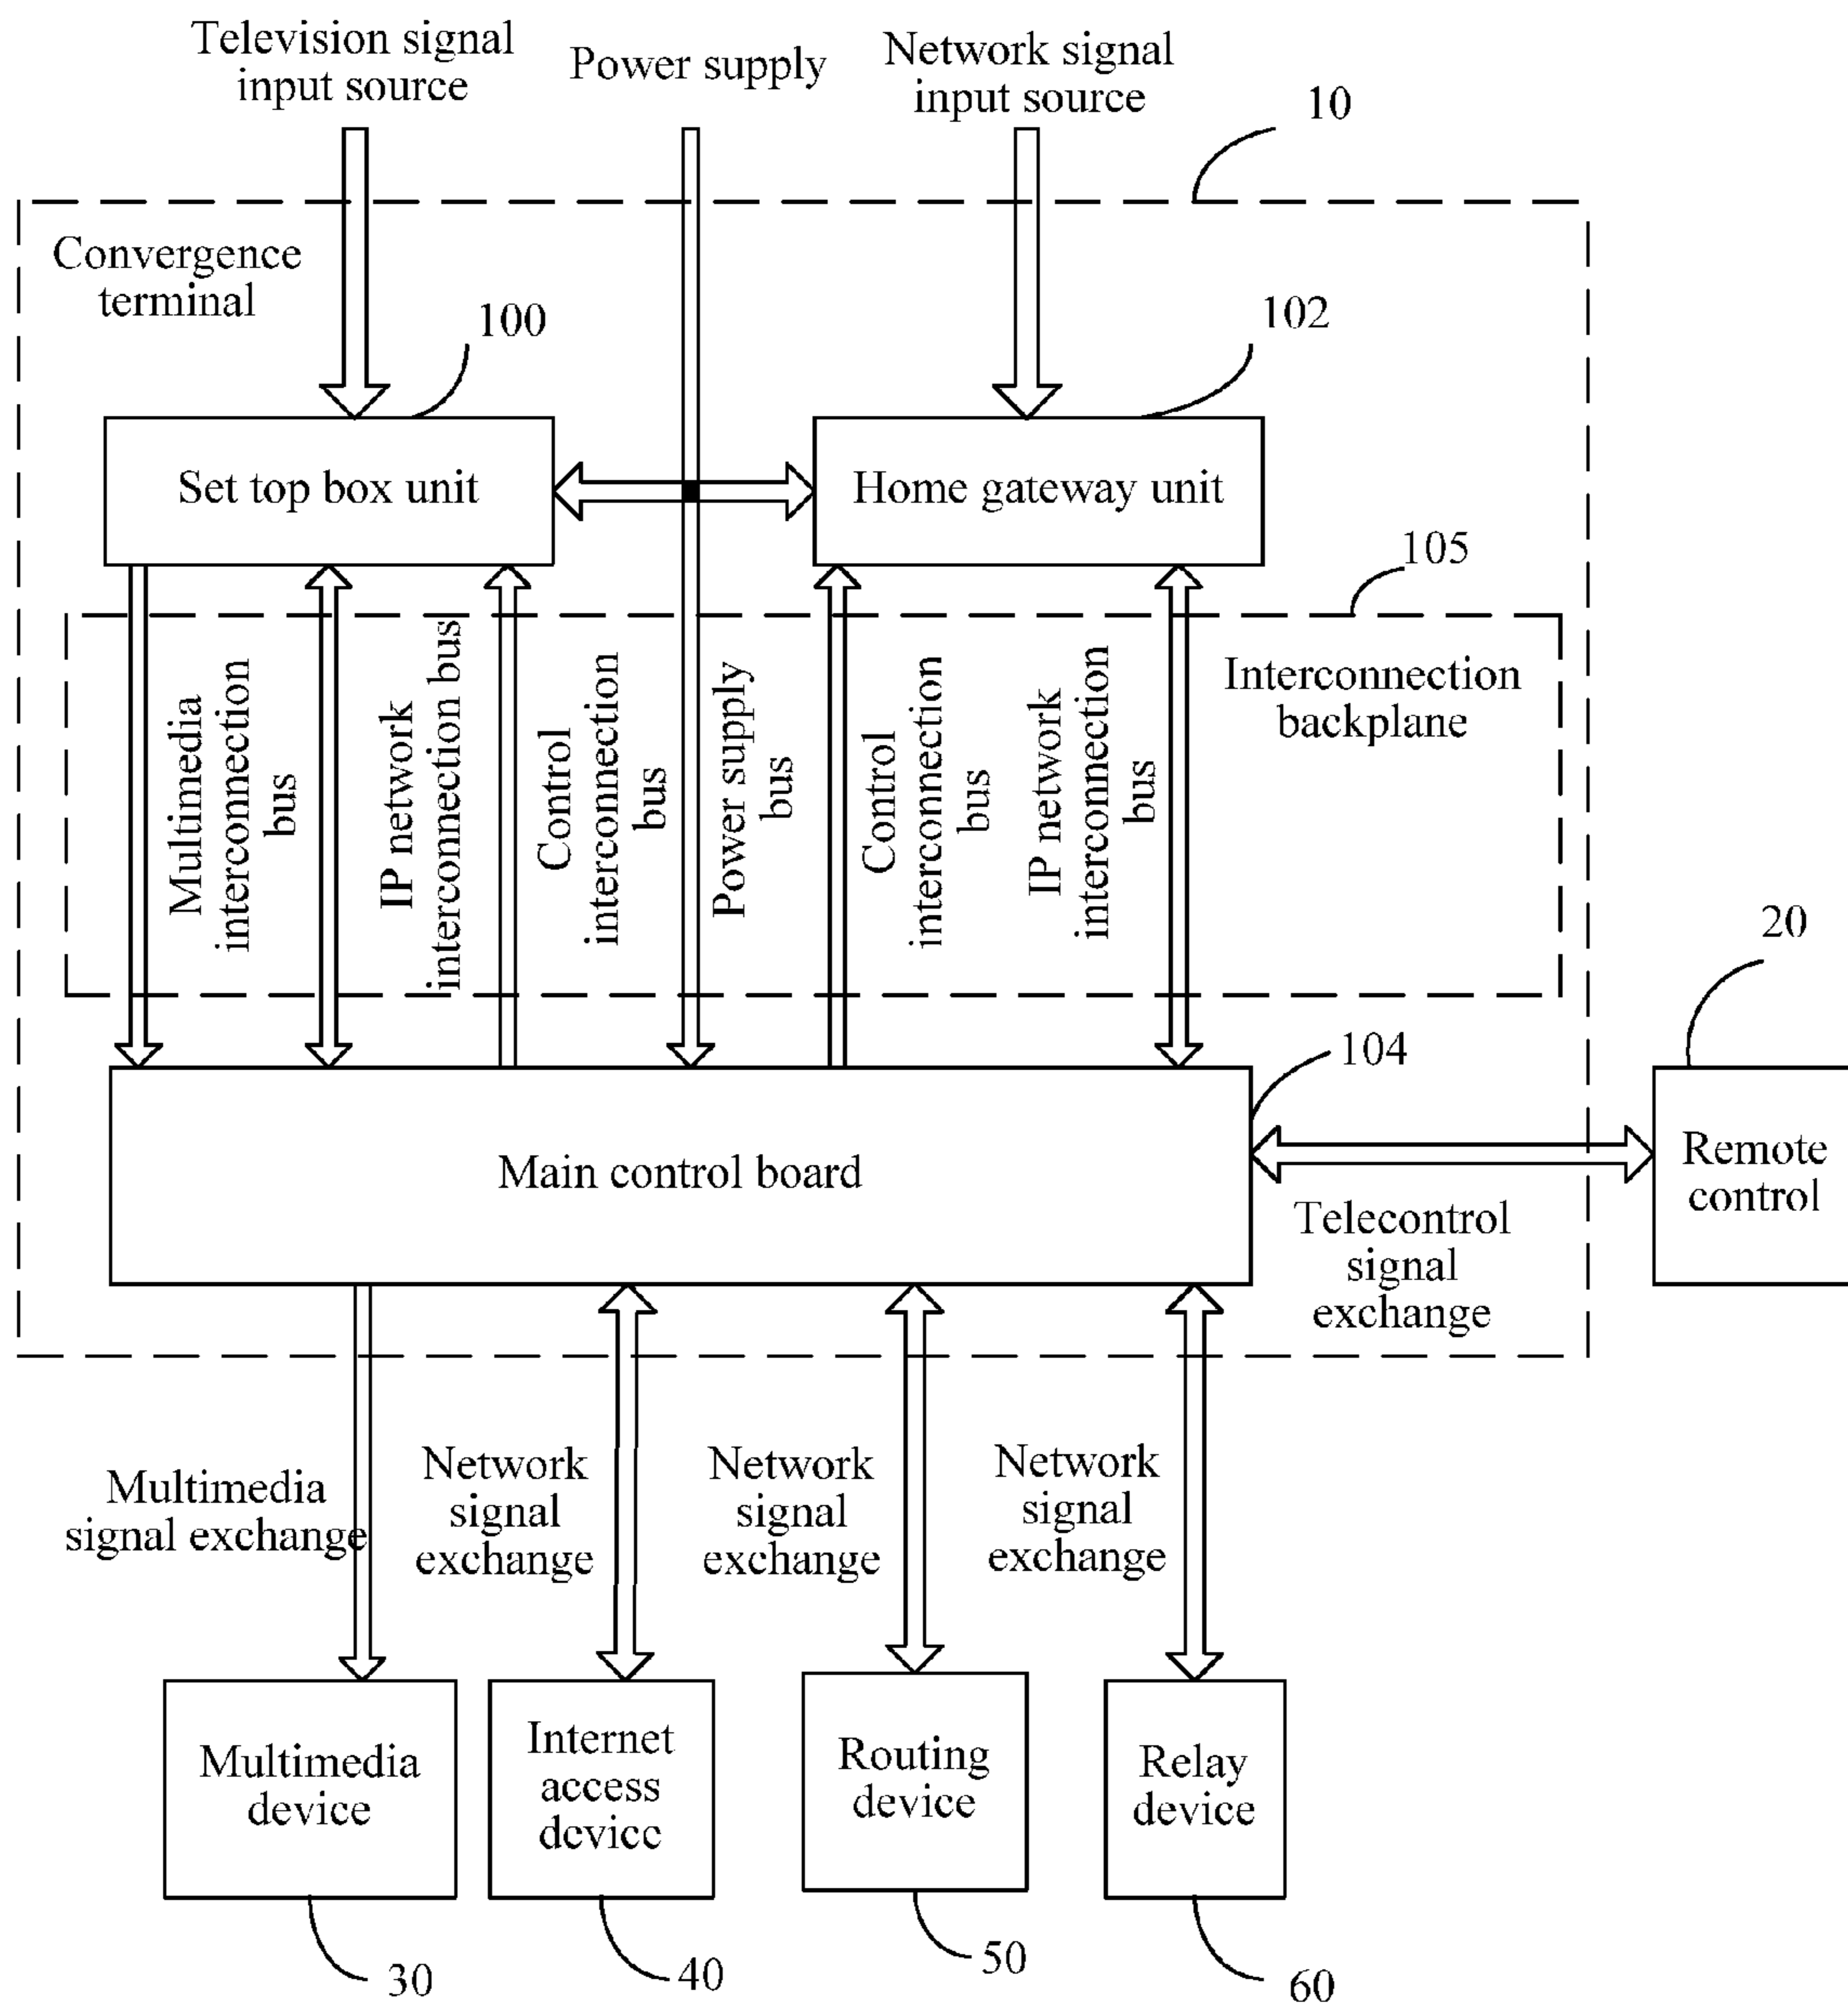 Television signal
input source
Power supply
Network signal
input source
10
Convergence
terminal
100
102
Set top box unit
Home gateway unit
105
Multimedia
interconnection
bus
IP network
interconnection bus
Control
interconnection
bus
Power supply
bus
Control
interconnection
bus
IP network
interconnection
bus
Interconnection
backplane
20
104
Main control board
Remote
control
Telecontrol
signal
exchange
Multimedia
signal exchange
Network
signal
exchange
Network
signal
exchange
Network
signal
exchange
Multimedia
device
Internet
access
device
Routing
device
Relay
device
30
40
50
60